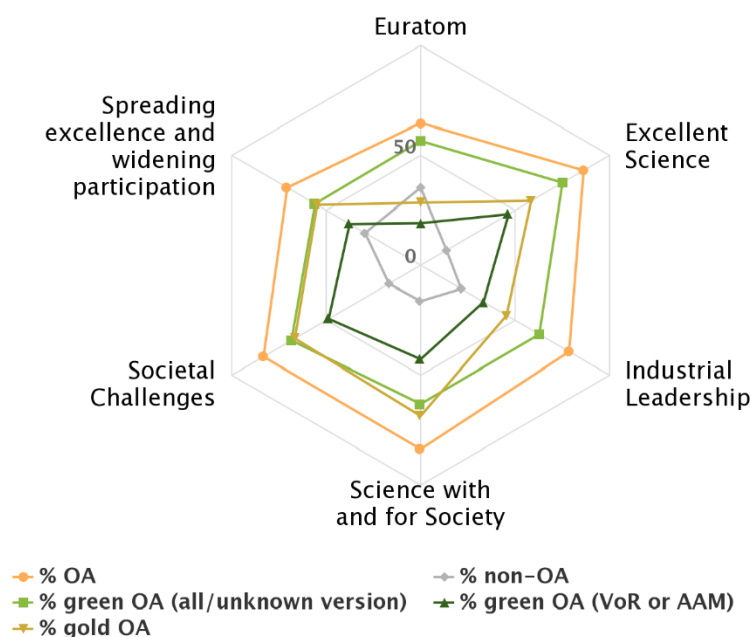 Euratom
Spreading
excellence and
widening
participation
50
Excellent
Science
0
Societal
Challenges
Industrial
Leadership
Science with
and for Society
% OA
% non-OA
% green OA (all/unknown version)
% green OA (VoR or AAM)
% gold OA